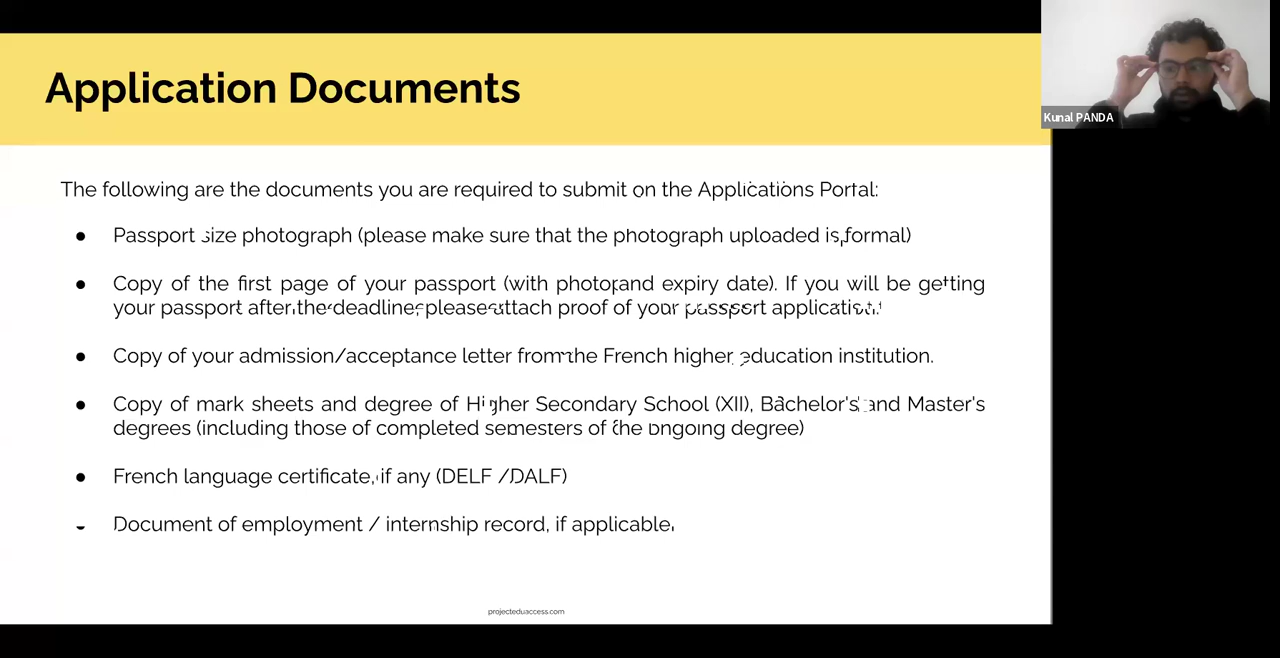 Application Documents
Kunal PANDA
The following are the documents you are required to submit on the Applications Portal:
● Passport size photograph (please make sure that the photograph uploaded is formal)
● Copy of the first page of your passport (with photo and expiry date). If you will be getting
your passport after the deadline, please attach proof of your passport application.
● Copy of your admission/acceptance letter from the French higher education institution.
● Copy of mark sheets and degree of Higher Secondary School (XII), Bachelor's and Master's
degrees (including those of completed semesters of the ongoing degree)
● French language certificate, if any (DELF /DALF)
● Document of employment / internship record, if applicable.
projecteduaccess.com